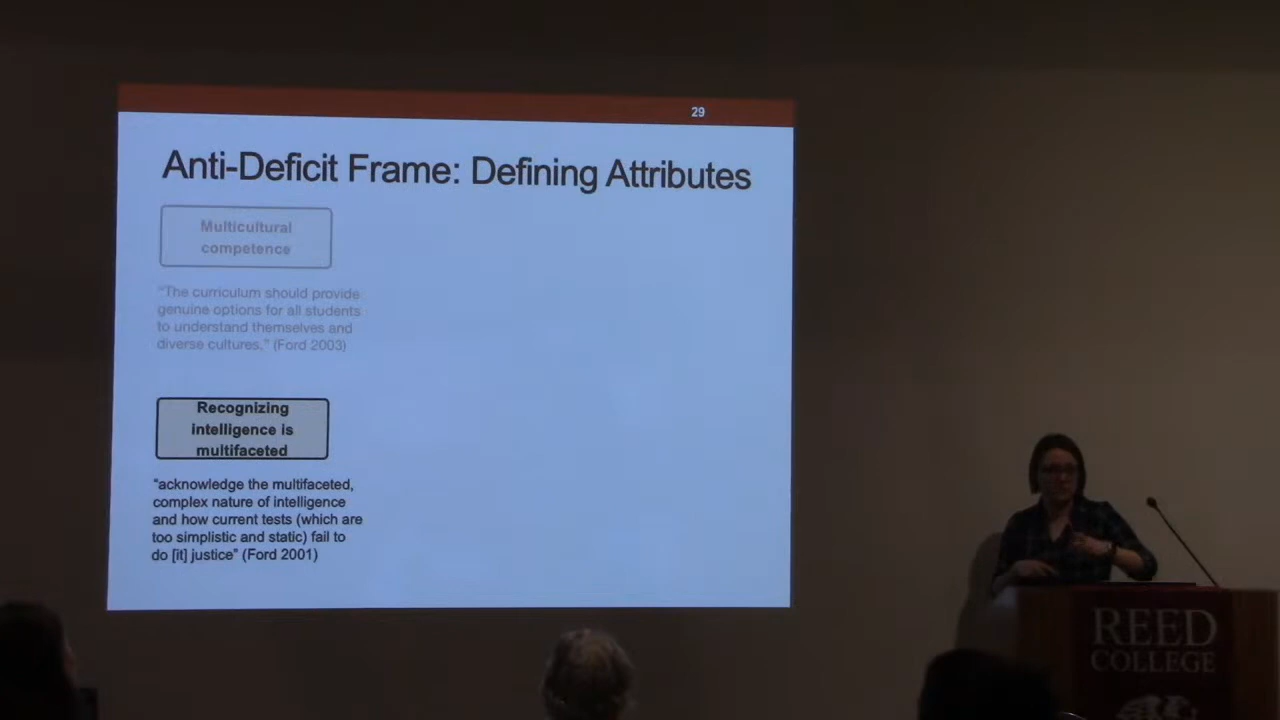 29
Anti-Deficit Frame: Defining Attributes
Multicultural
competence
"The curriculum should provide
genuine options for all students
to understand themselves and
diverse cultures." (Ford 2003)
Recognizing
intelligence is
multifaceted
"acknowledge the multifaceted,
complex nature of intelligence
and how current tests (which are
too simplistic and static) fail to
do [it] justice" (Ford 2001)
REED
COLLEGE